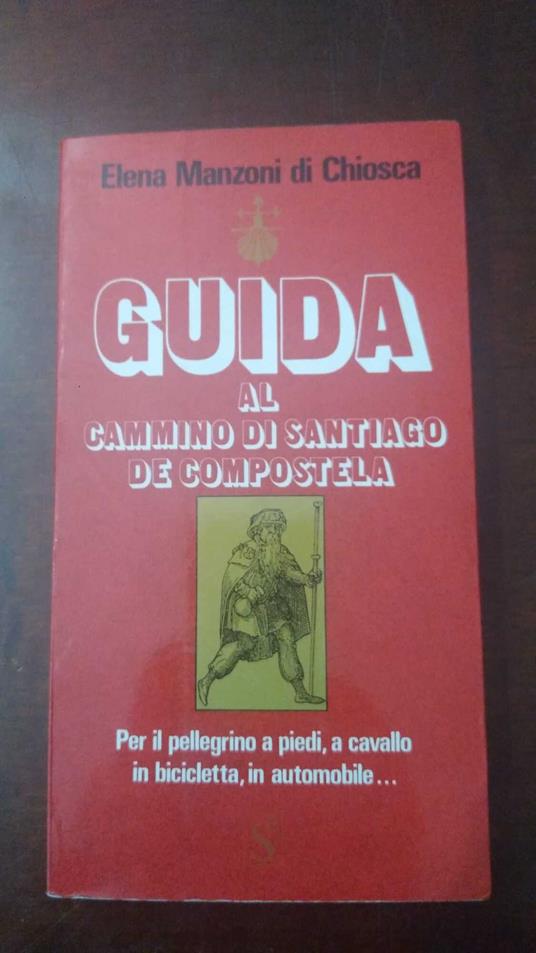 Elena Manzoni di Chiosca
GUIDA
AL
CAMMINO DI SANTIAGO
DE COMPOSTELA
Per il pellegrino a piedi, a cavallo
in bicicletta, in automobile...
S